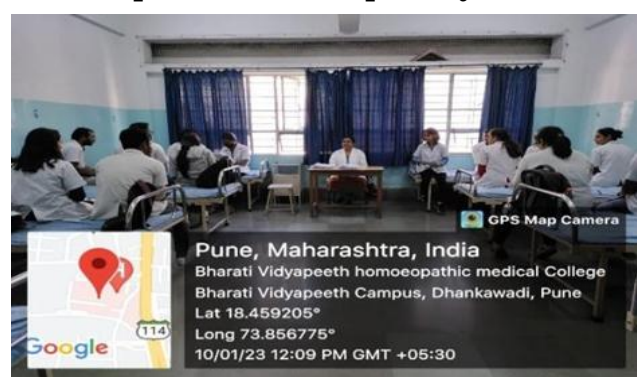 GPS Map Camera
Pune, Maharashtra, India
Bharati Vidyapeeth homoeopathic medical College
Bharati Vidyapeeth Campus, Dhankawadi, Pune
Lat 18.459205°
Long 73.856775°
10/01/23 12:09 PM GMT +05:30
114
Google